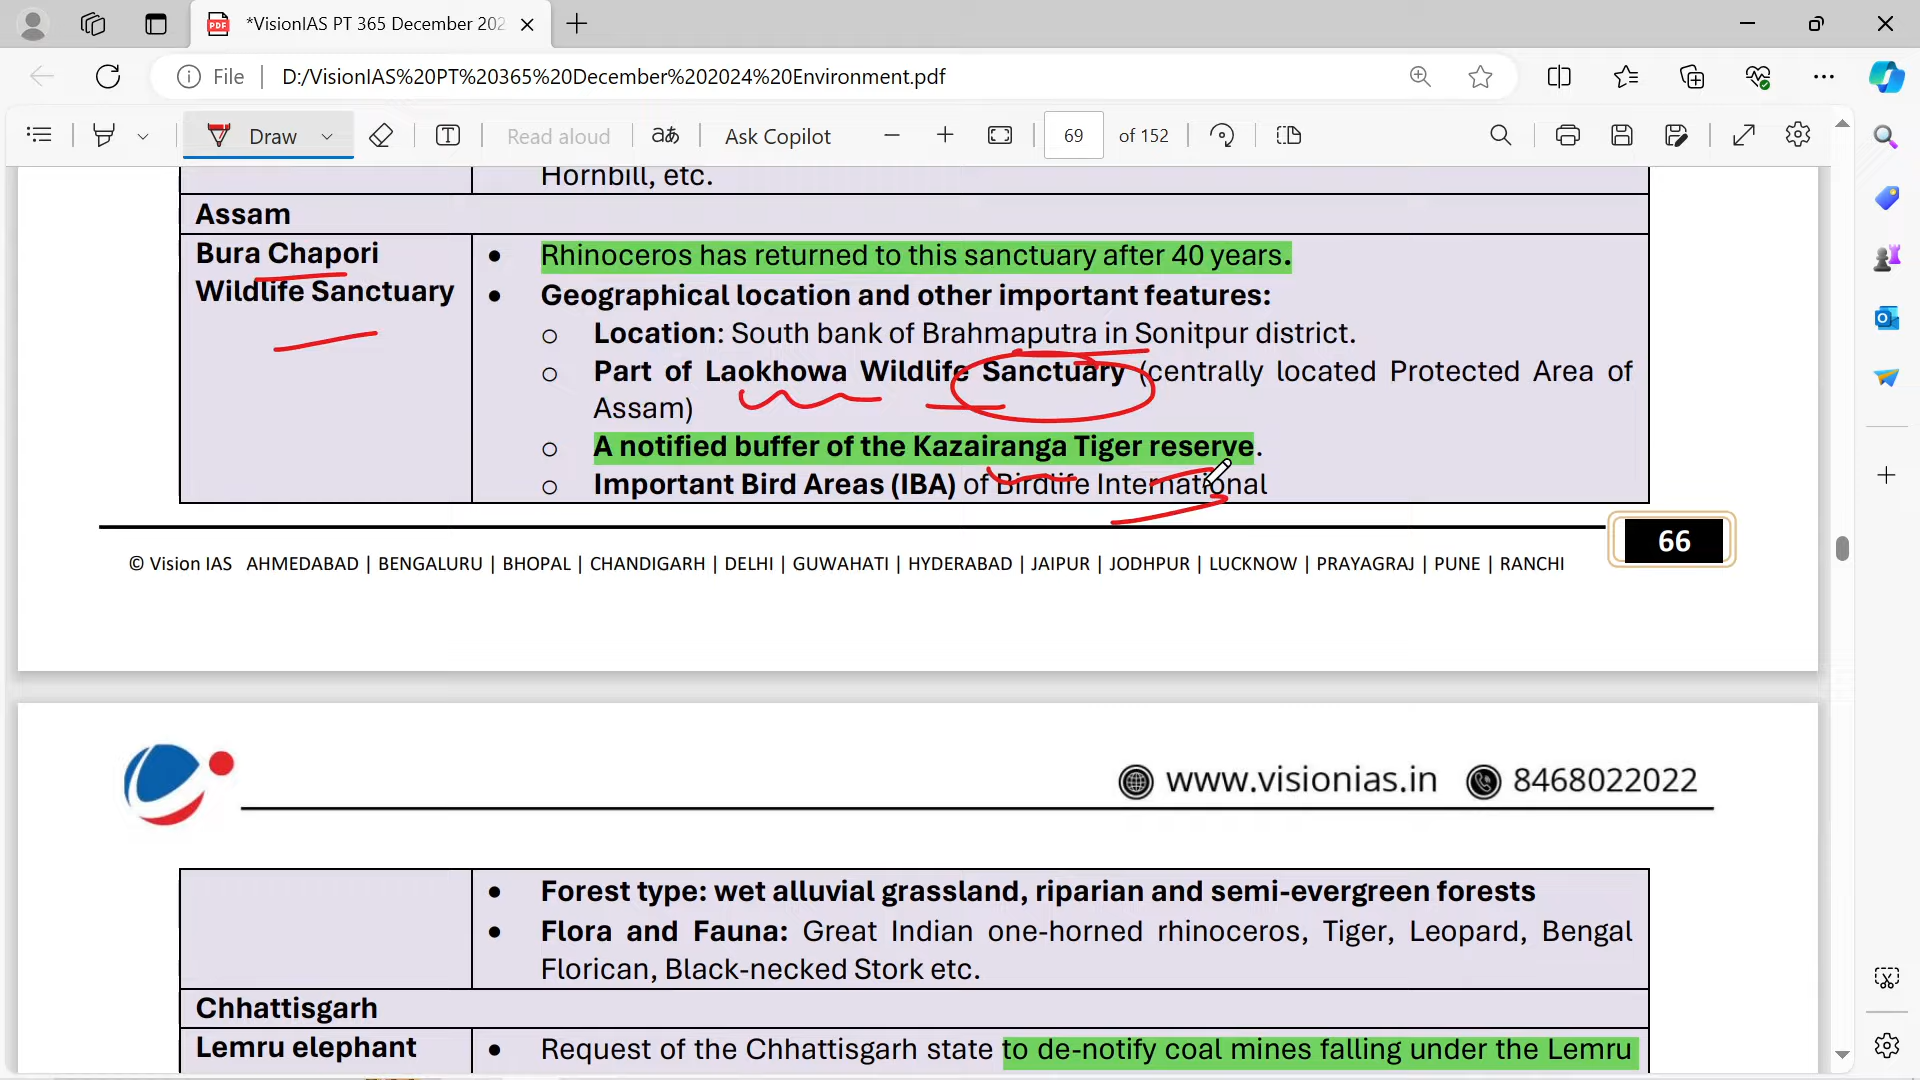 *VisionIAS PT 365 December 202
File
D:/VisionIAS%20PT%20365%20December%202024%20Environment.pdf
Draw
Read aloud
aあ
Ask Copilot
69
of 152
Hornbill, etc.
Assam
Bura Chapori
Wildlife Sanctuary
• Rhinoceros has returned to this sanctuary after 40 years.
• Geographical location and other important features:
o Location: South bank of Brahmaputra in Sonitpur district.
o Part of Laokhowa Wildlife Sanctuary (centrally located Protected Area of
Assam)
o A notified buffer of the Kazairanga Tiger reserve.
o Important Bird Areas (IBA) of Birdlife International
© Vision IAS AHMEDABAD | BENGALURU | BHOPAL | CHANDIGARH | DELHI | GUWAHATI | HYDERABAD | JAIPUR | JODHPUR | LUCKNOW | PRAYAGRAJ | PUNE | RANCHI
66
www.visionias.in
8468022022
• Forest type: wet alluvial grassland, riparian and semi-evergreen forests
• Flora and Fauna: Great Indian one-horned rhinoceros, Tiger, Leopard, Bengal
Florican, Black-necked Stork etc.
Chhattisgarh
Lemru elephant
• Request of the Chhattisgarh state to de-notify coal mines falling under the Lemru